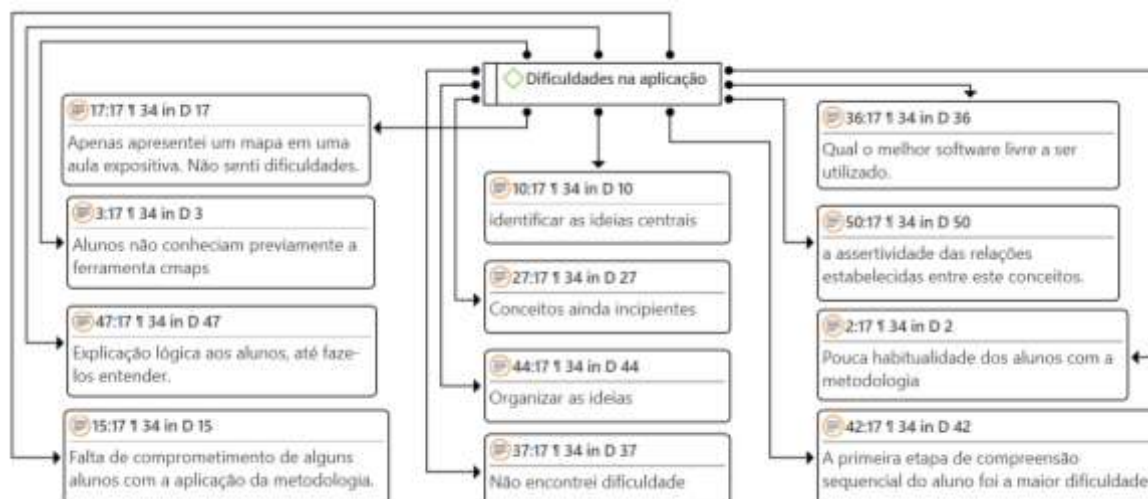 Dificuldades na aplicação
17:17 ¶ 34 in D 17
Apenas apresentei um mapa em uma
aula expositiva. Não senti dificuldades.
3:17 ¶ 34 in D 3
Alunos não conheciam previamente a
ferramenta cmaps
47:17 ¶ 34 in D 47
Explicação lógica aos alunos, até faze-
los entender.
15:17 ¶ 34 in D 15
Falta de comprometimento de alguns
alunos com a aplicação da metodologia.
10:17 ¶ 34 in D 10
identificar as ideias centrais
27:17 ¶ 34 in D 27
Conceitos ainda incipientes
44:17 ¶ 34 in D 44
Organizar as ideias
37:17 ¶ 34 in D 37
Não encontrei dificuldade
36:17 ¶ 34 in D 36
Qual o melhor software livre a ser
utilizado.
50:17 ¶ 34 in D 50
a assertividade das relações
estabelecidas entre este conceitos.
2:17 ¶ 34 in D 2
Pouca habitualidade dos alunos com a
metodologia
42:17 ¶ 34 in D 42
A primeira etapa de compreensão
sequencial do aluno foi a maior dificuldade